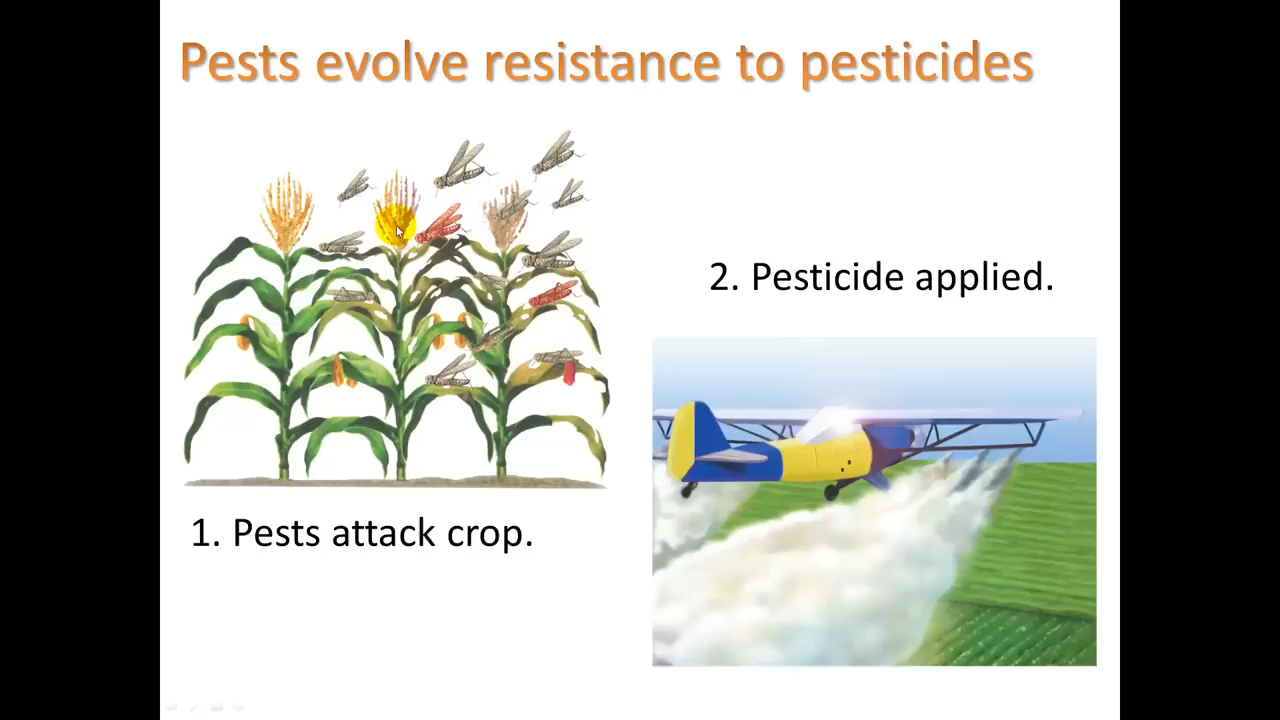 Pests evolve resistance to pesticides
2. Pesticide applied.
1. Pests attack crop.